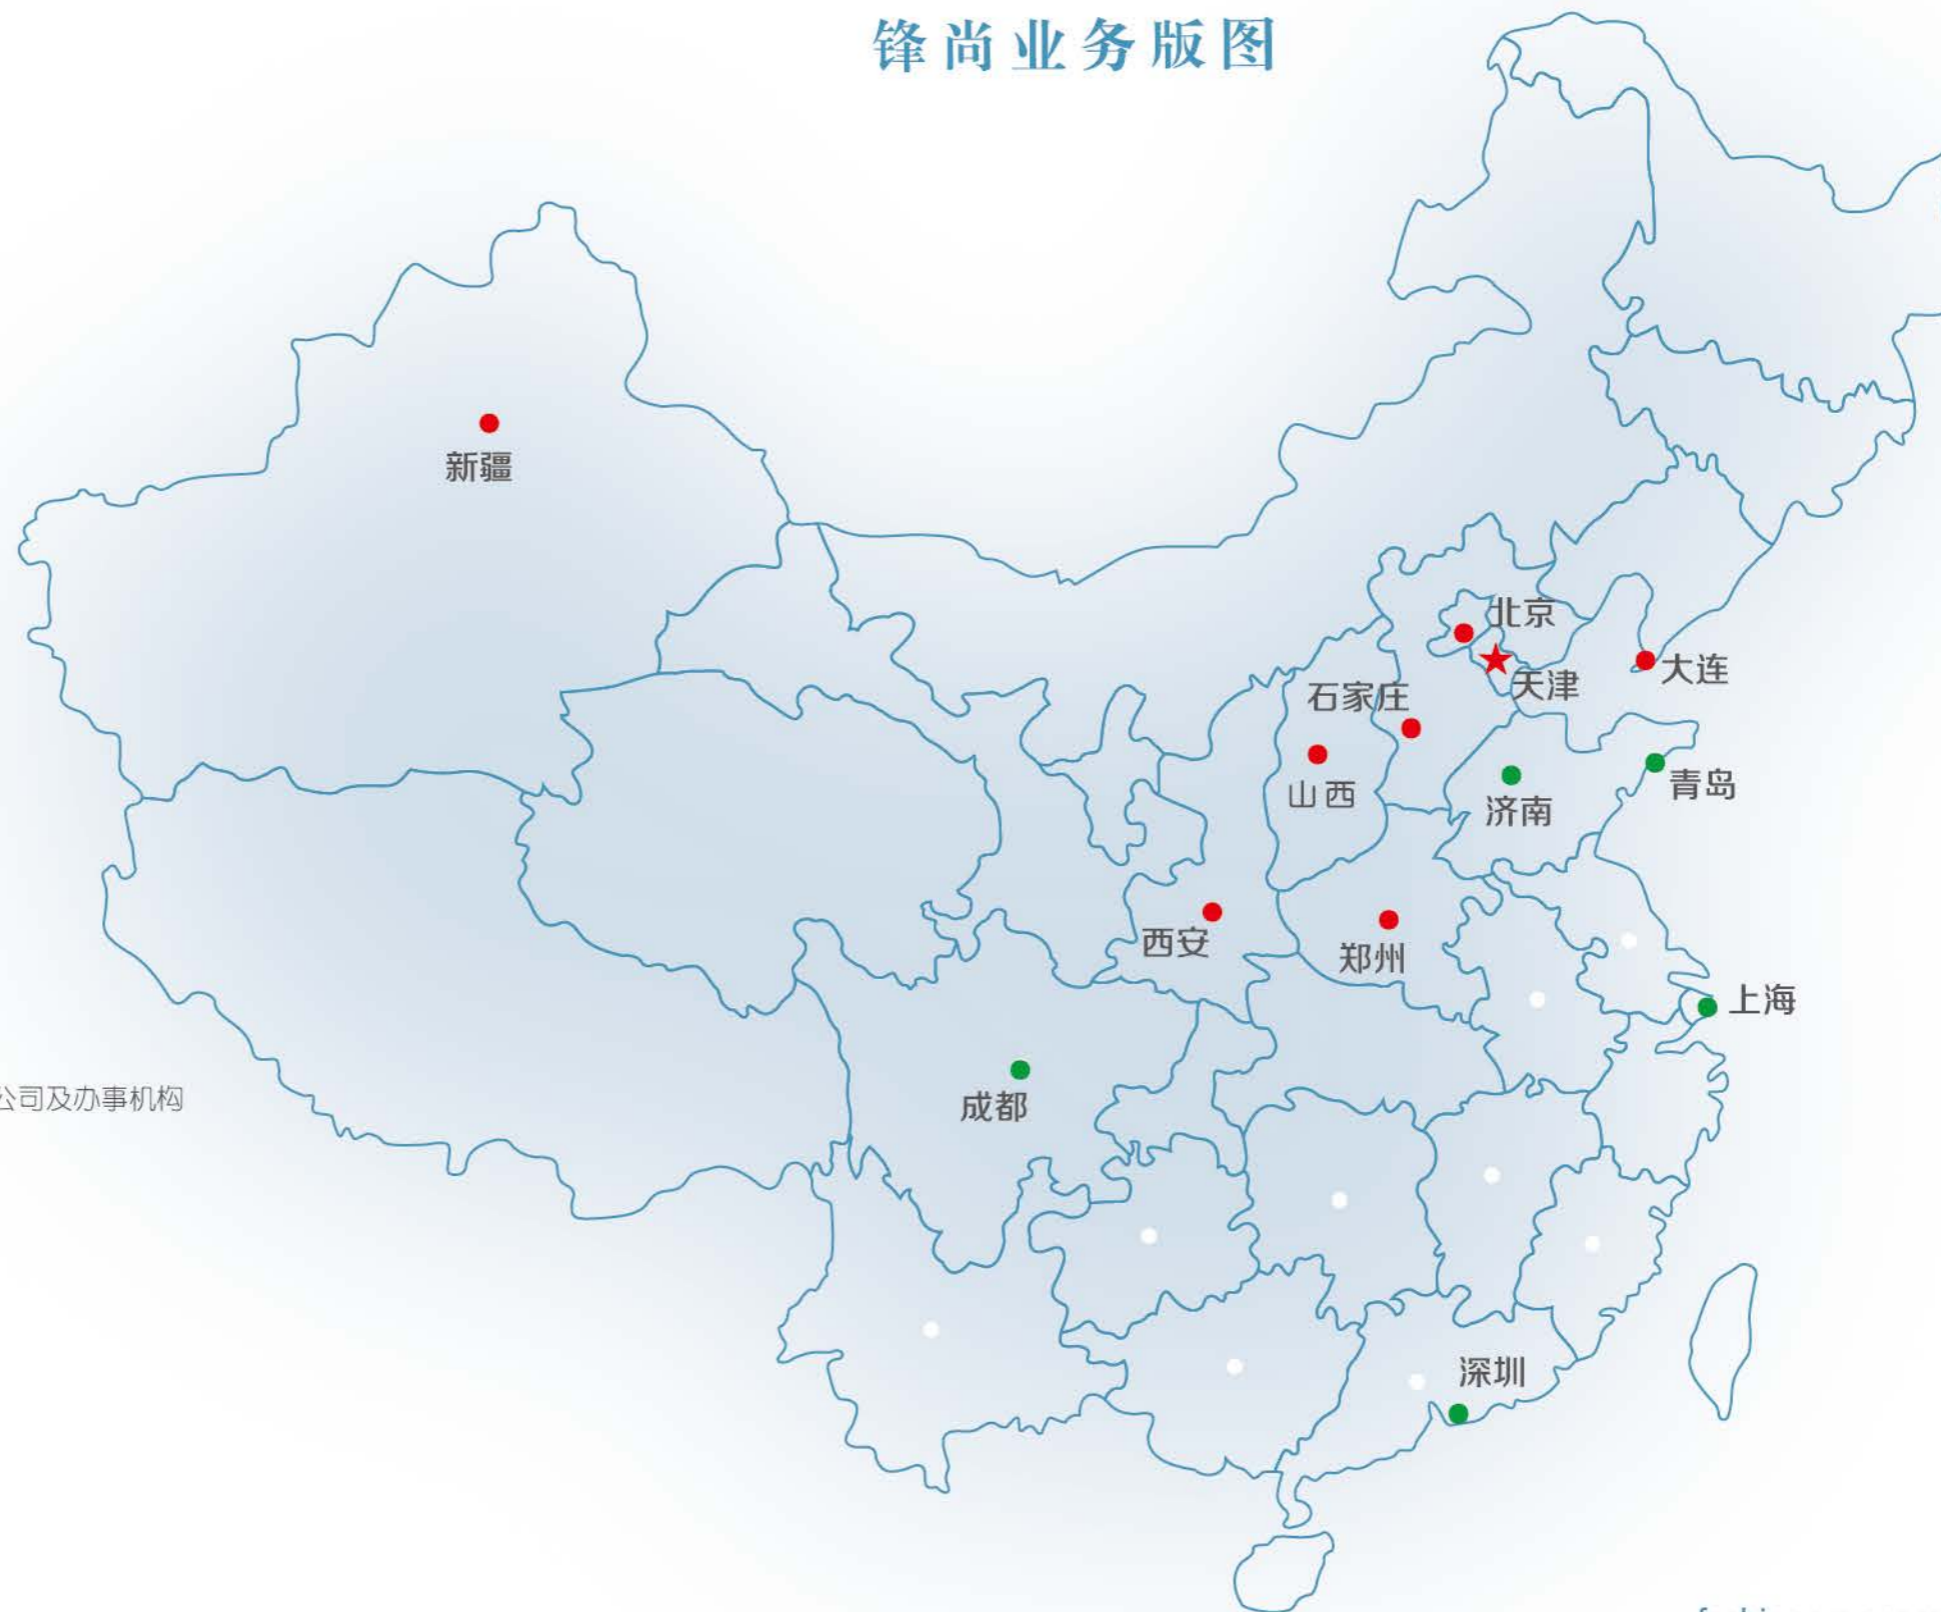 锋尚业务版图
新疆
北京
天津
大连
石家庄
山西
济南
青岛
西安
郑州
上海
公司及办事机构
成都
深圳